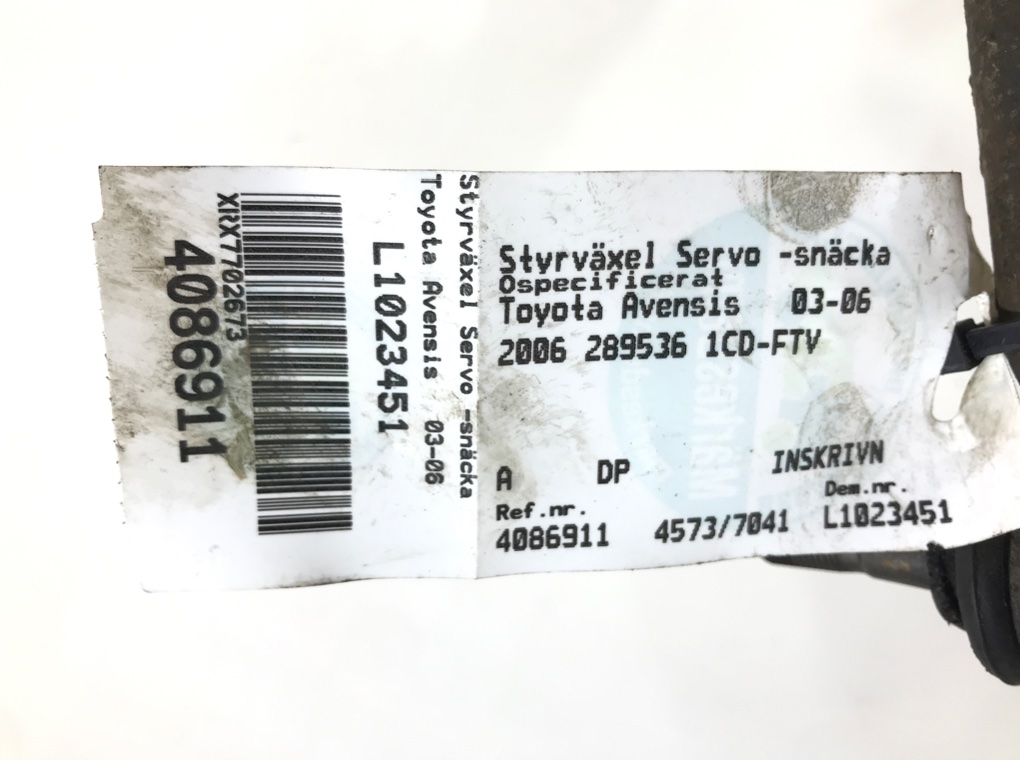 XRX7702673
4086911
L1023451
Toyota Avensis 03-06
Styrväxel Servo -snäcka
Styrväxel Servo -snäcka
Ospecificerat
Toyota Avensis 03-06
2006 289536 1CD-FTV
A DP INSKRIVN
Ref.nr. Dem.nr.
4086911 4573/7041 L1023451